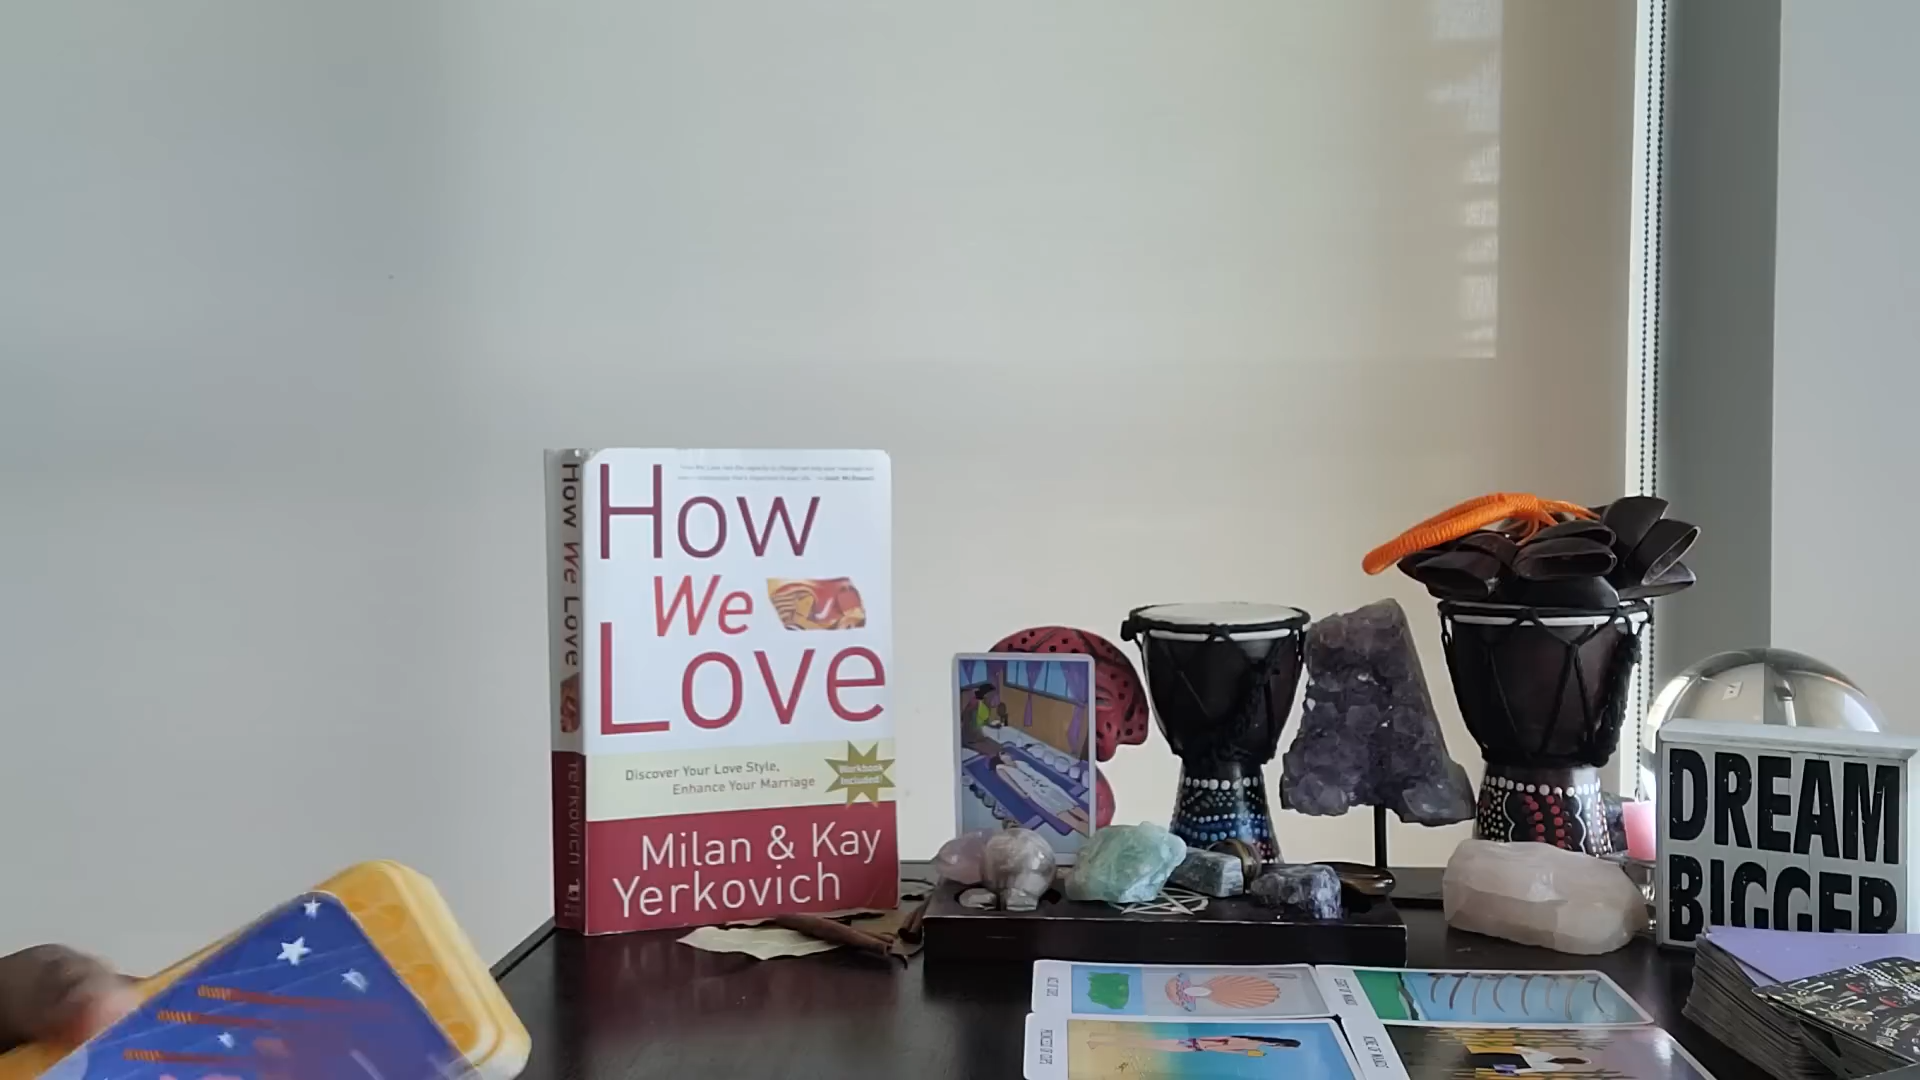 How We Love
Yerkovich
How
We
Love
Discover Your Love Style,
Enhance Your Marriage
Workbook
Included!
Milan & Kay
Yerkovich
DREAM
BIGGER